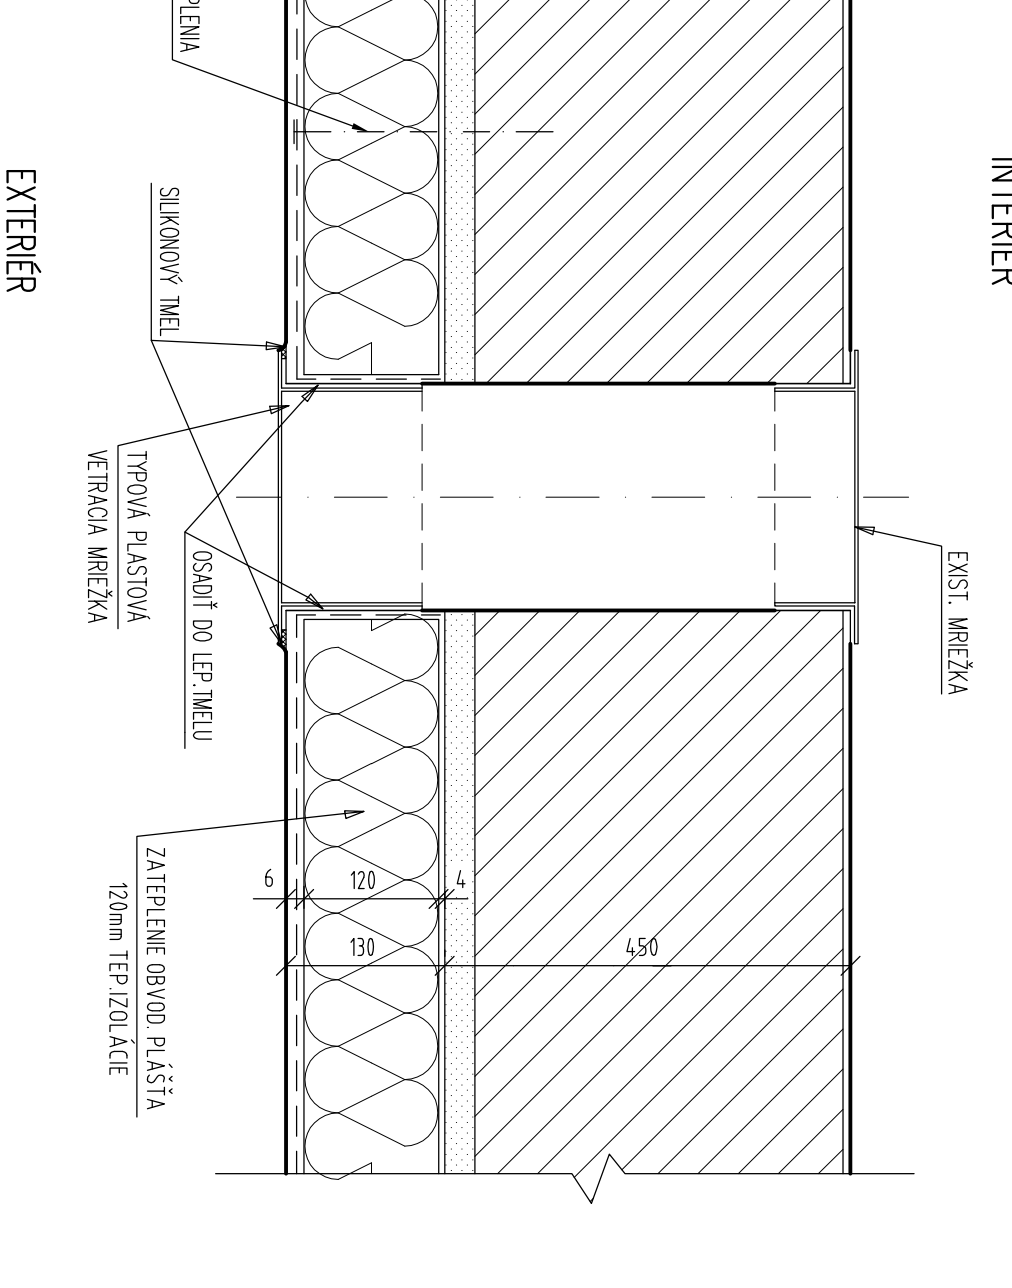 INTERIÉR
EXIST. MRIEŽKA
PLENIA
SILIKONOVÝ TMEL
EXTERIÉR
OSADIŤ DO LEP.TMELU
TYPOVÁ PLASTOVÁ
VETRACIA MRIEŽKA
ZATEPLENIE OBVOD. PLÁŠŤA
120mm TEP.IZOLÁCIE
6
120
4
130
450